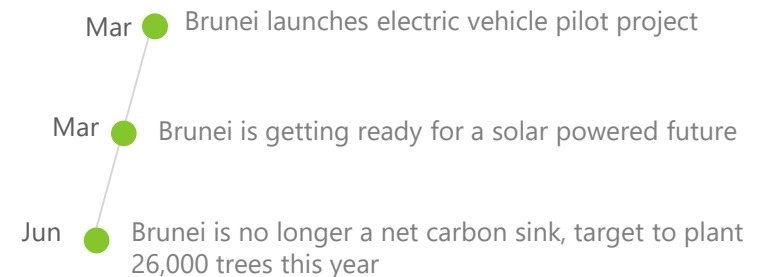 Mar Brunei launches electric vehicle pilot project
Mar Brunei is getting ready for a solar powered future
Jun Brunei is no longer a net carbon sink, target to plant
26,000 trees this year